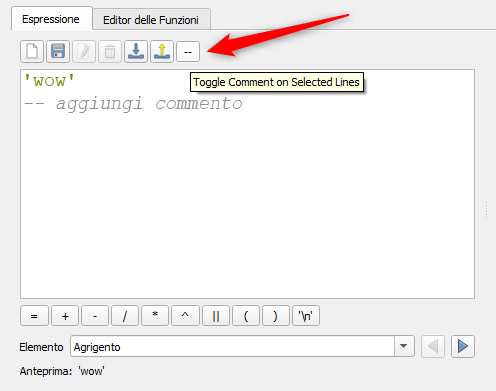 Espressione Editor delle Funzioni
--
Toggle Comment on Selected Lines
'wow'
-- aggiungi commento
= + - / * ^ || ( ) '\n'
Elemento Agrigento
Anteprima: 'wow'